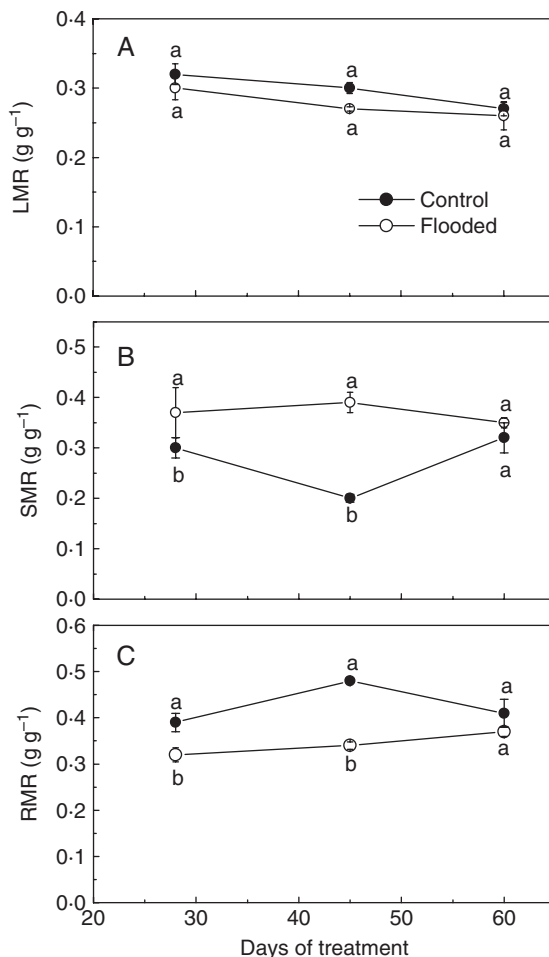 0·4
A
a
a
a
0·3
a
a
a
LMR (g g⁻¹)
0·2
Control
Flooded
0·1
0·0
0·5
B
a
a
a
0·4
SMR (g g⁻¹)
0·3
b
a
0·2
b
0·1
0·0
0·6
C
a
a
a
0·5
0·4
RMR (g g⁻¹)
0·3
b
b
a
0·2
0·1
0·0
20 30 40 50 60
Days of treatment